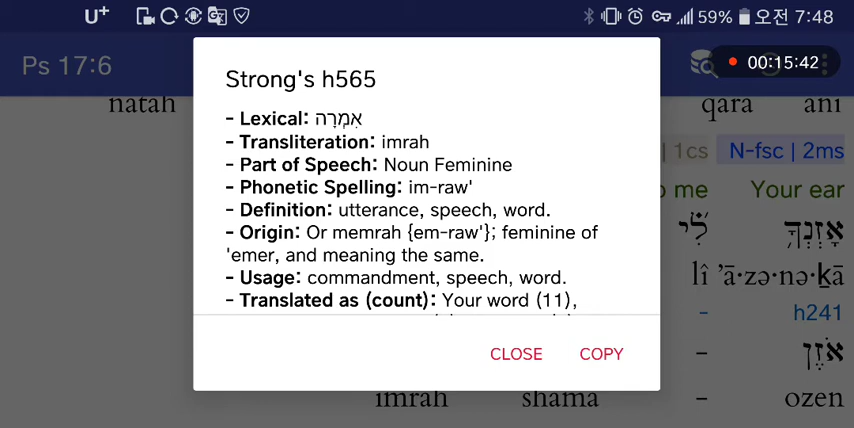 U+ 59% 오전 7:48
Ps 17:6 00:15:42
natah qara ani
Strong's h565
- Lexical: אִמְרָה
- Transliteration: imrah
- Part of Speech: Noun Feminine
- Phonetic Spelling: im-raw'
- Definition: utterance, speech, word.
- Origin: Or memrah {em-raw'}; feminine of
'emer, and meaning the same.
- Usage: commandment, speech, word.
- Translated as (count): Your word (11),
CLOSE COPY
| 1cs N-fsc | 2ms
me Your ear
לִ֝֗י אָזְנְךָ֥
lî ’ā·zə·nə·ḵā
- h241
- אֹזֶן
imrah shama - ozen